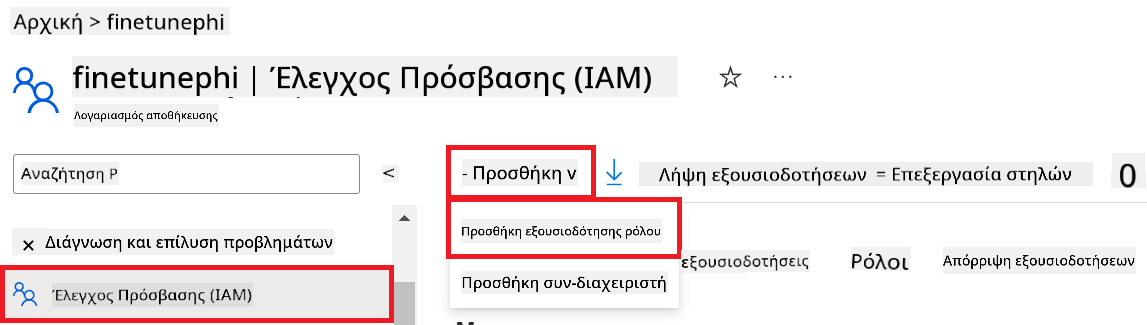 Αρχική > finetunephi
finetunephi | Έλεγχος Πρόσβασης (IAM)
Λογαριασμός αποθήκευσης
Αναζήτηση P
<
- Προσθήκη v
Λήψη εξουσιοδοτήσεων = Επεξεργασία στηλών
0
Προσθήκη εξουσιοδότησης ρόλου
× Διάγνωση και επίλυση προβλημάτων
εξουσιοδοτήσεις Ρόλοι Απόρριψη εξουσιοδοτήσεων
Προσθήκη συν-διαχειριστή
Έλεγχος Πρόσβασης (IAM)